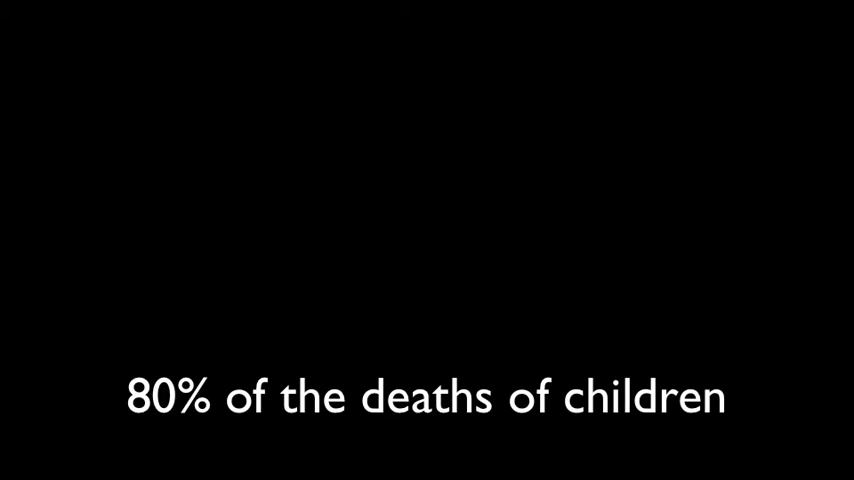 80% of the deaths of children